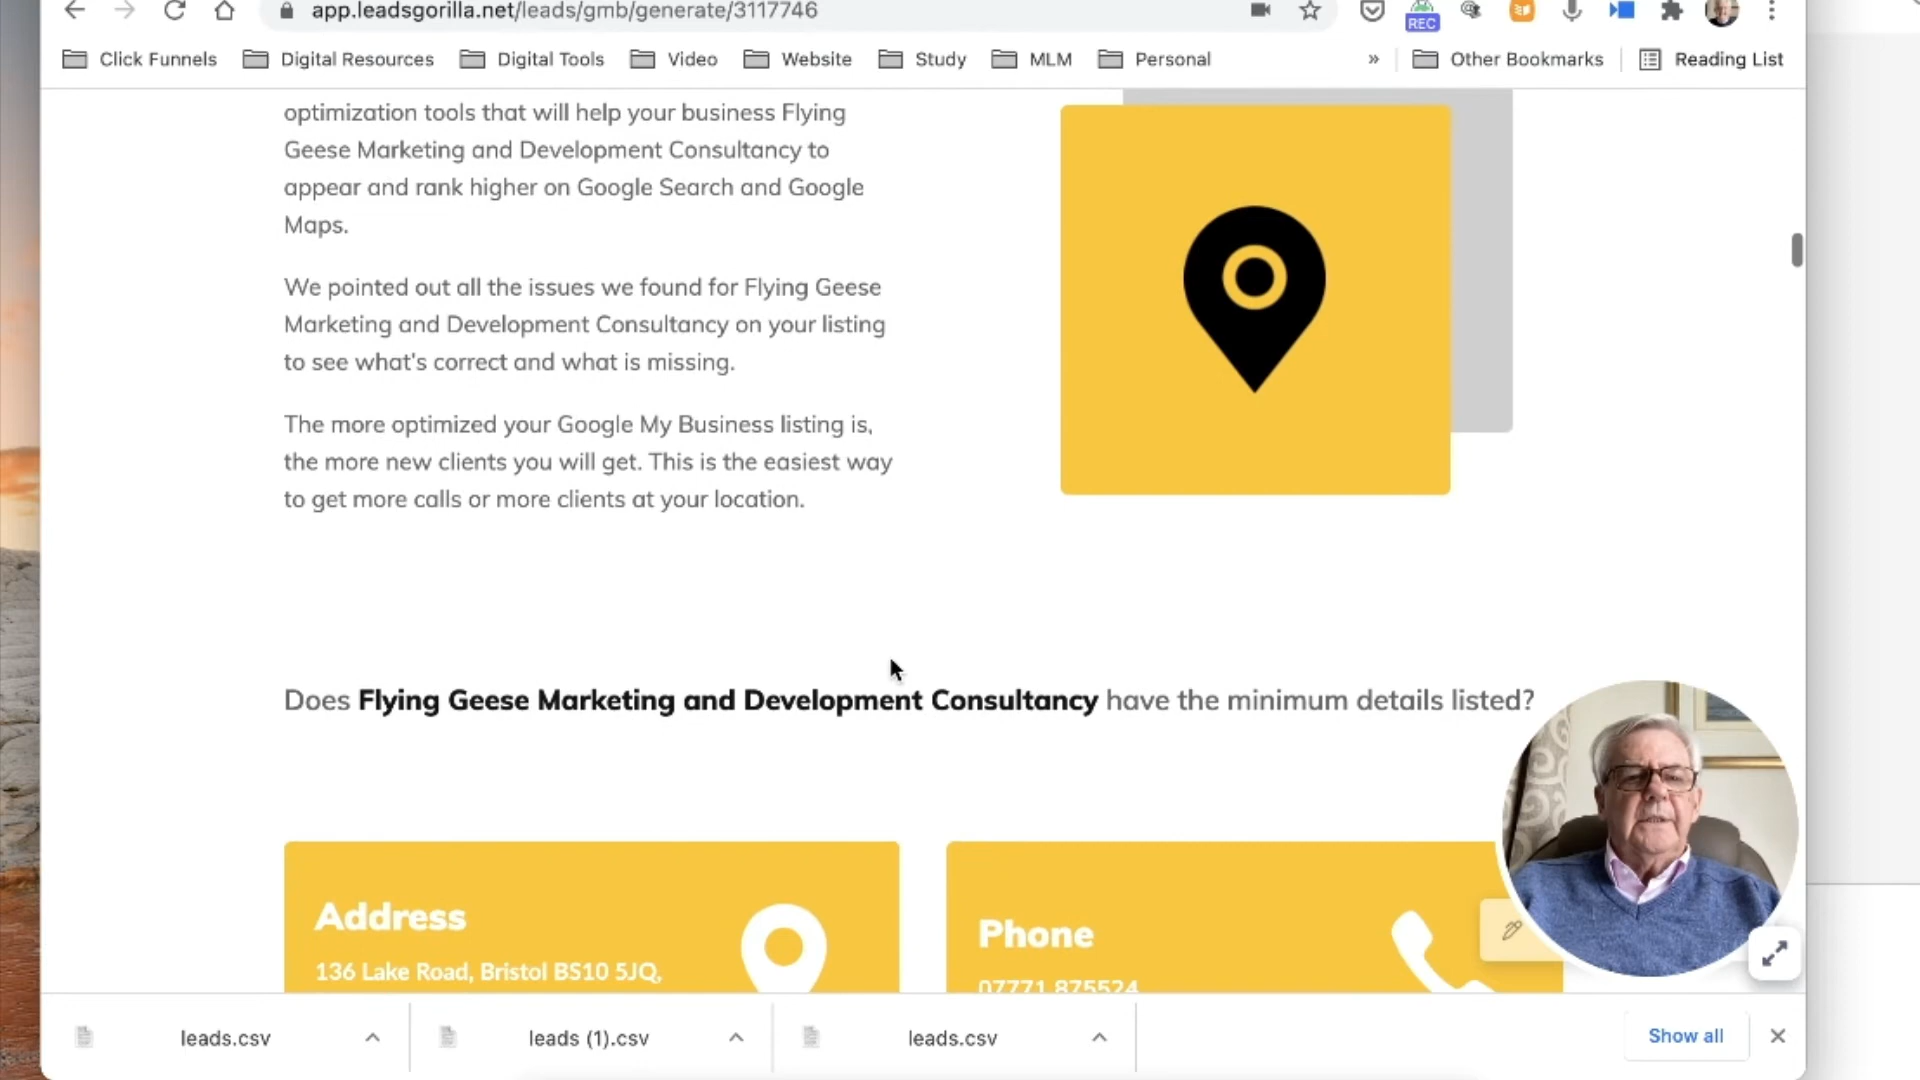 app.leadsgorilla.net/leads/gmb/generate/3117746
REC
Click Funnels Digital Resources Digital Tools Video Website Study MLM Personal » Other Bookmarks Reading List
optimization tools that will help your business Flying
Geese Marketing and Development Consultancy to
appear and rank higher on Google Search and Google
Maps.
We pointed out all the issues we found for Flying Geese
Marketing and Development Consultancy on your listing
to see what's correct and what is missing.
The more optimized your Google My Business listing is,
the more new clients you will get. This is the easiest way
to get more calls or more clients at your location.
Does Flying Geese Marketing and Development Consultancy have the minimum details listed?
Address
136 Lake Road, Bristol BS10 5JQ,
Phone
07771 875524
leads.csv leads (1).csv leads.csv Show all